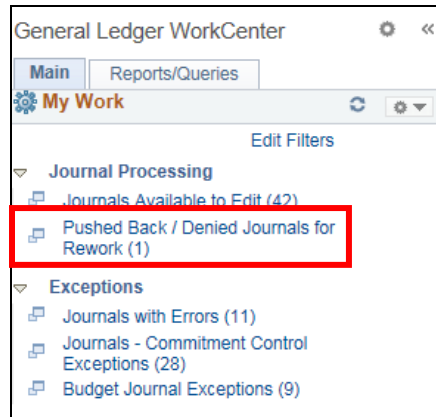 General Ledger WorkCenter
Main
Reports/Queries
My Work
Edit Filters
Journal Processing
Journals Available to Edit (42)
Pushed Back / Denied Journals for
Rework (1)
Exceptions
Journals with Errors (11)
Journals - Commitment Control
Exceptions (28)
Budget Journal Exceptions (9)